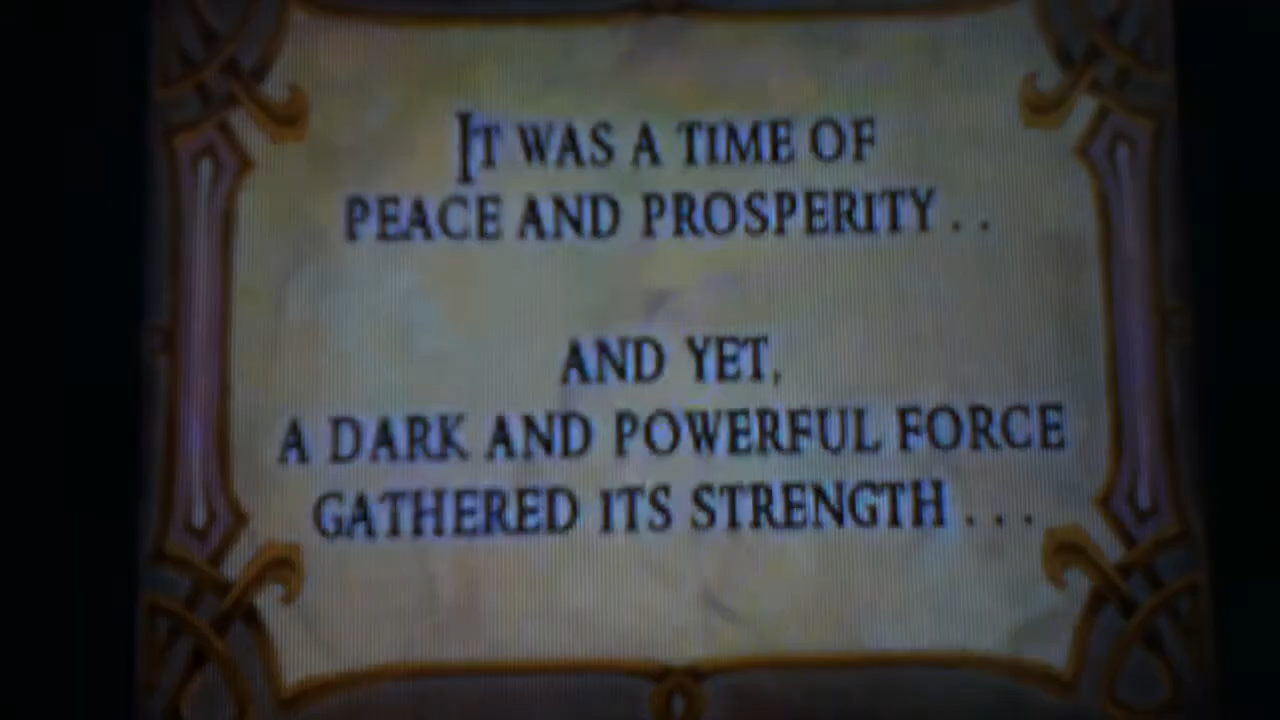 IT WAS A TIME OF
PEACE AND PROSPERITY . .
AND YET,
A DARK AND POWERFUL FORCE
GATHERED ITS STRENGTH . . .